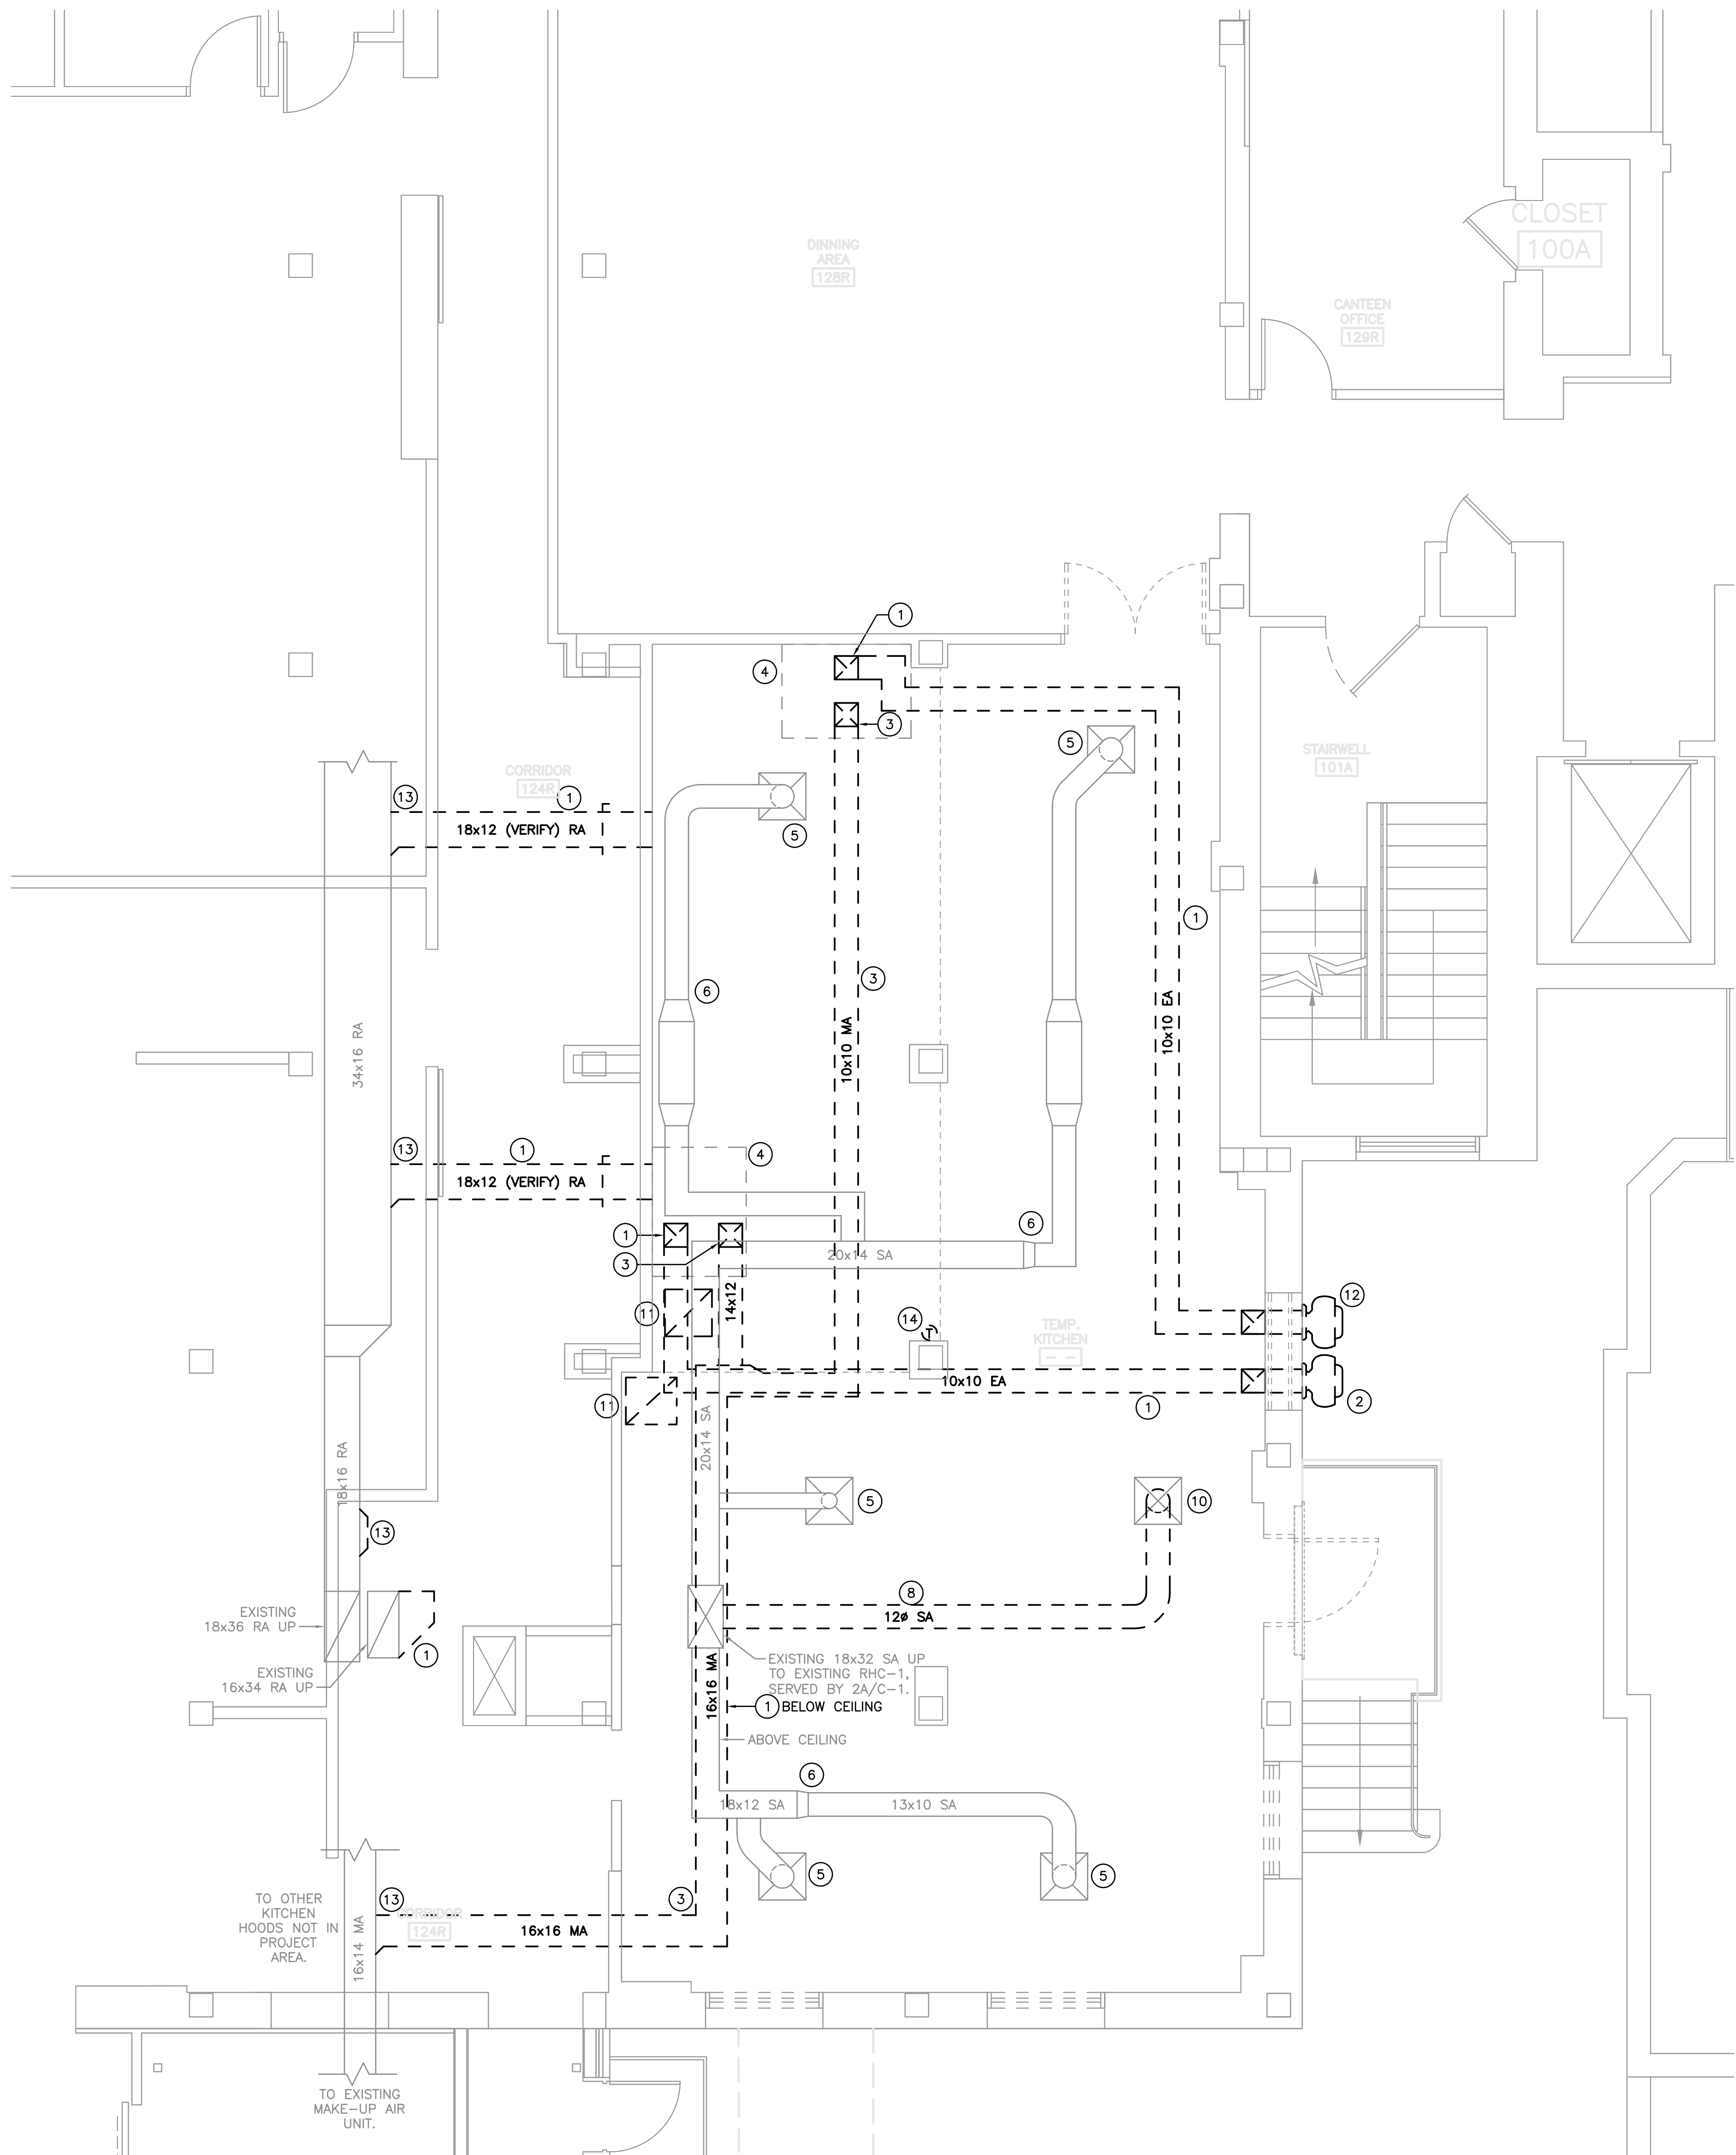 CLOSET
100A
DINNING
AREA
128R
CANTEEN
OFFICE
129R
1
4
3
5
STAIRWELL
101A
CORRIDOR
124R
13
1
18x12 (VERIFY) RA
5
1
3
6
34x16 RA
10x10 MA
10x10 EA
13
1
4
18x12 (VERIFY) RA
1
3
6
20x14 SA
14x12
11
14
12
TEMP.
KITCHEN
- -
10x10 EA
11
1
2
20x14 SA
18x16 RA
13
5
10
8
12ø SA
EXISTING
18x36 RA UP
1
EXISTING
16x34 RA UP
EXISTING 18x32 SA UP
TO EXISTING RHC-1,
SERVED BY 2A/C-1.
16x16 MA
1 BELOW CEILING
ABOVE CEILING
6
18x12 SA
13x10 SA
5
5
13
3
TO OTHER
KITCHEN
HOODS NOT IN
PROJECT
AREA.
CORRIDOR
124R
16x16 MA
16x14 MA
TO EXISTING
MAKE-UP AIR
UNIT.